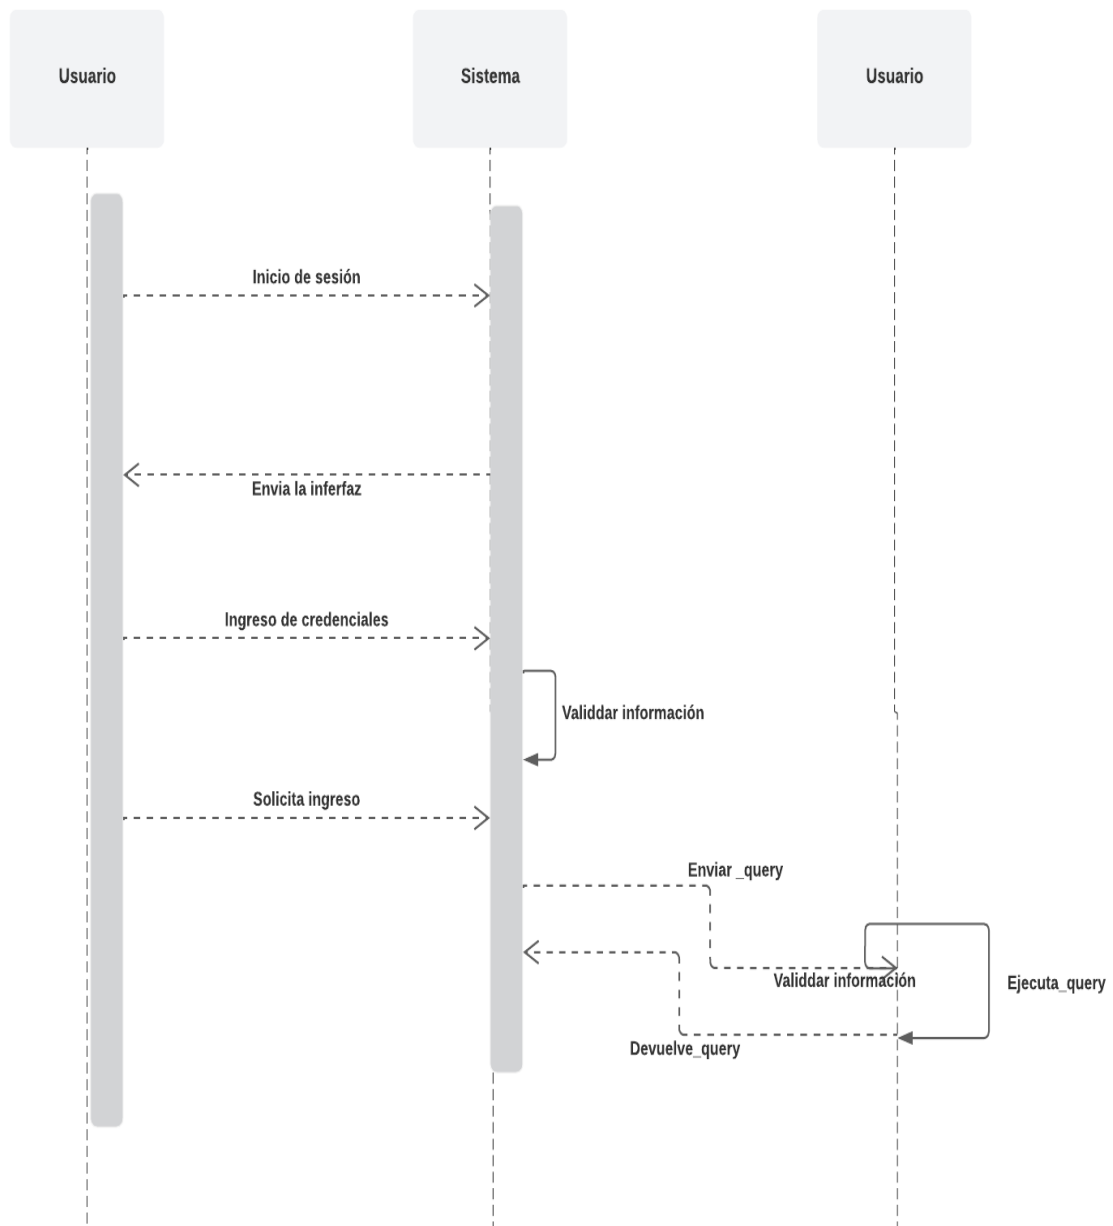 Usuario
Sistema
Usuario
Inicio de sesión
Envia la inferfaz
Ingreso de credenciales
Validdar información
Solicita ingreso
Enviar _query
Validdar información
Ejecuta_query
Devuelve_query